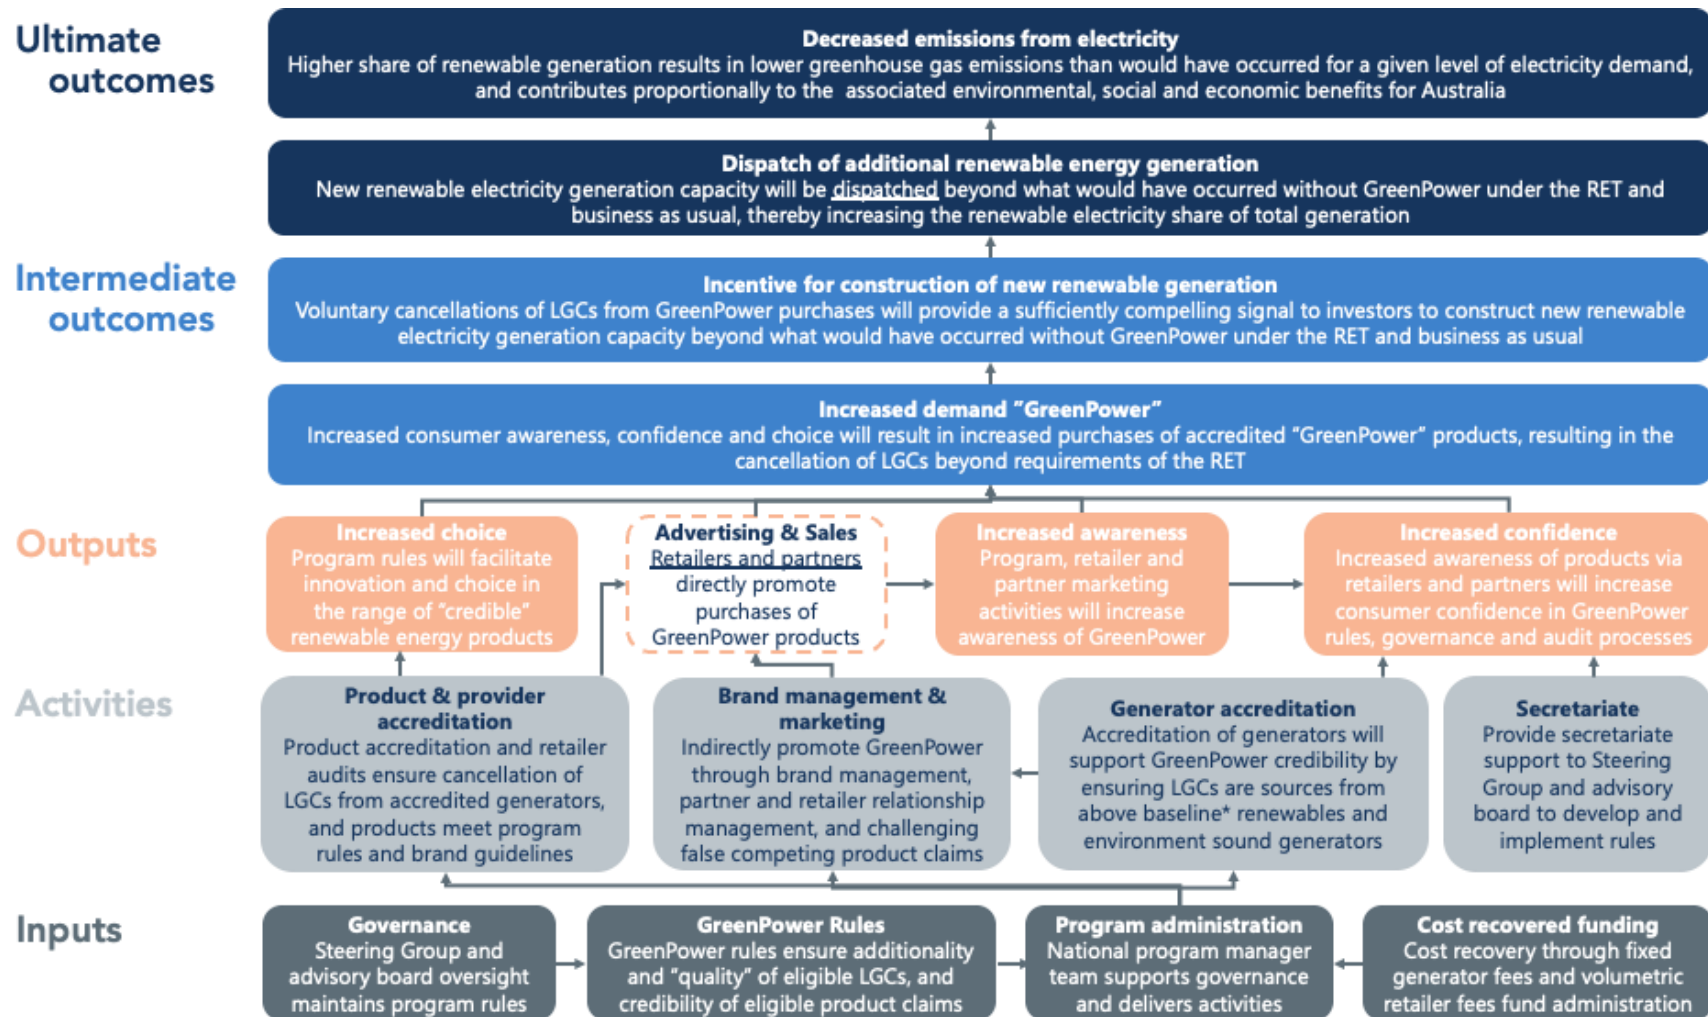 Ultimate
outcomes
Decreased emissions from electricity
Higher share of renewable generation results in lower greenhouse gas emissions than would have occurred for a given level of electricity demand,
and contributes proportionally to the associated environmental, social and economic benefits for Australia
Dispatch of additional renewable energy generation
New renewable electricity generation capacity will be dispatched beyond what would have occurred without GreenPower under the RET and
business as usual, thereby increasing the renewable electricity share of total generation
Intermediate
outcomes
Incentive for construction of new renewable generation
Voluntary cancellations of LGCs from GreenPower purchases will provide a sufficiently compelling signal to investors to construct new renewable
electricity generation capacity beyond what would have occurred without GreenPower under the RET and business as usual
Increased demand ”GreenPower”
Increased consumer awareness, confidence and choice will result in increased purchases of accredited “GreenPower” products, resulting in the
cancellation of LGCs beyond requirements of the RET
Outputs
Increased choice
Program rules will facilitate
innovation and choice in
the range of “credible”
renewable energy products
Advertising & Sales
Retailers and partners
directly promote
purchases of
GreenPower products
Increased awareness
Program, retailer and
partner marketing
activities will increase
awareness of GreenPower
Increased confidence
Increased awareness of products via
retailers and partners will increase
consumer confidence in GreenPower
rules, governance and audit processes
Activities
Product & provider
accreditation
Product accreditation and retailer
audits ensure cancellation of
LGCs from accredited generators,
and products meet program
rules and brand guidelines
Brand management &
marketing
Indirectly promote GreenPower
through brand management,
partner and retailer relationship
management, and challenging
false competing product claims
Generator accreditation
Accreditation of generators will
support GreenPower credibility by
ensuring LGCs are sources from
above baseline* renewables and
environment sound generators
Secretariate
Provide secretariate
support to Steering
Group and advisory
board to develop and
implement rules
Inputs
Governance
Steering Group and
advisory board oversight
maintains program rules
GreenPower Rules
GreenPower rules ensure additionality
and “quality” of eligible LGCs, and
credibility of eligible product claims
Program administration
National program manager
team supports governance
and delivers activities
Cost recovered funding
Cost recovery through fixed
generator fees and volumetric
retailer fees fund administration